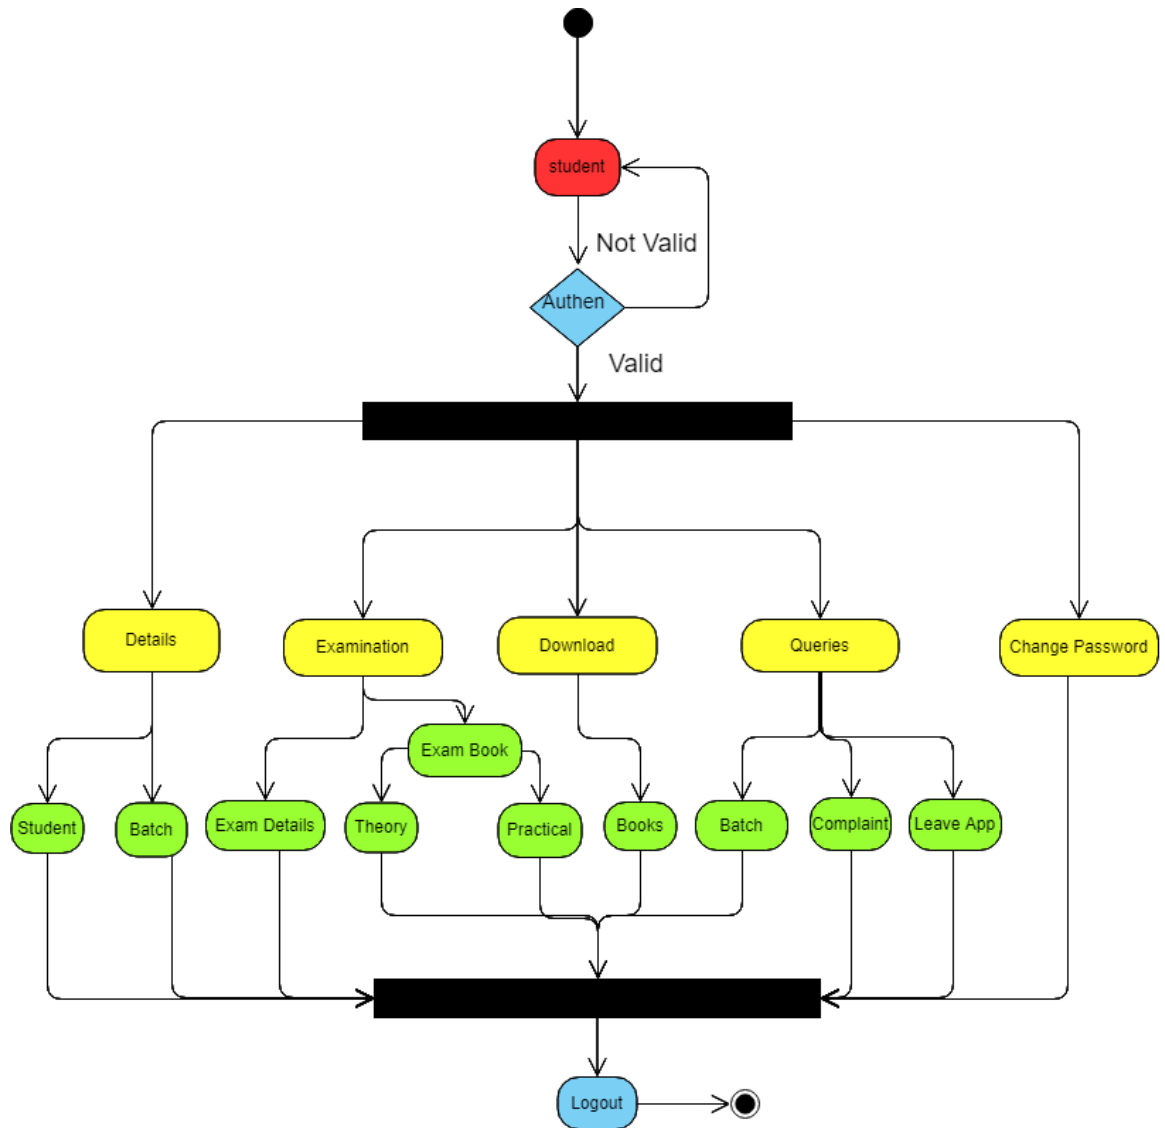 student
Not Valid
Authen
Valid
Details
Examination
Download
Queries
Change Password
Exam Book
Student
Batch
Exam Details
Theory
Practical
Books
Batch
Complaint
Leave App
Logout